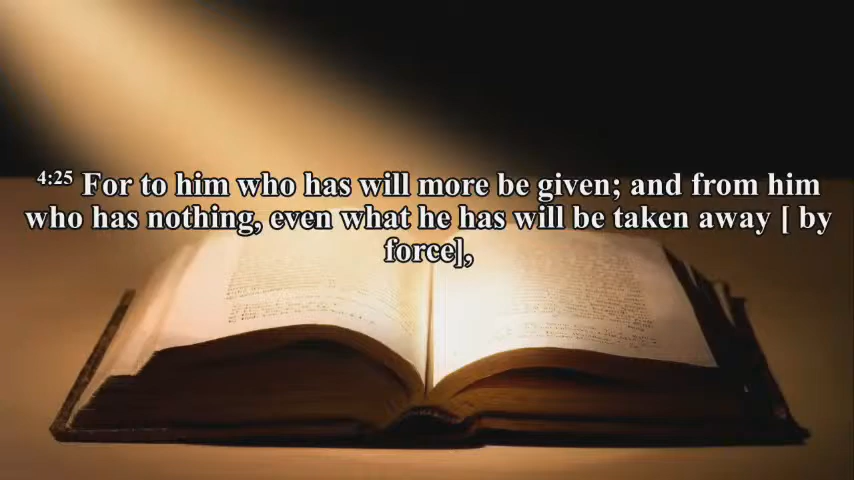 4:25 For to him who has will more be given; and from him
who has nothing, even what he has will be taken away [ by
force],